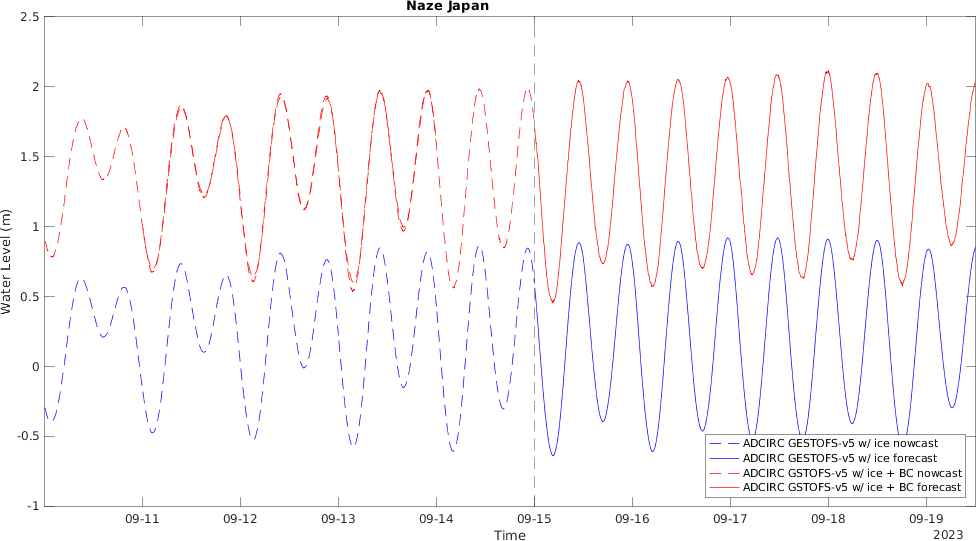 Naze Japan
2.5
2
1.5
1
0.5
0
-0.5
-1
Water Level (m)
ADCIRC GESTOFS-v5 w/ ice nowcast
ADCIRC GESTOFS-v5 w/ ice forecast
ADCIRC GSTOFS-v5 w/ ice + BC nowcast
ADCIRC GSTOFS-v5 w/ ice + BC forecast
09-11 09-12 09-13 09-14 09-15 09-16 09-17 09-18 09-19
Time
2023